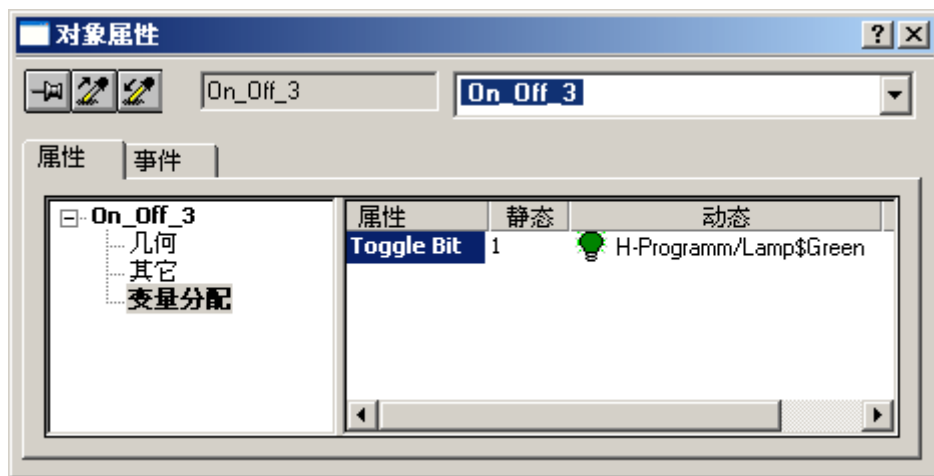 对象属性
On_Off_3 On_Off_3
属性 事件
On_Off_3
几何
其它
变量分配
属性 静态 动态
Toggle Bit 1 H-Programm/Lamp$Green